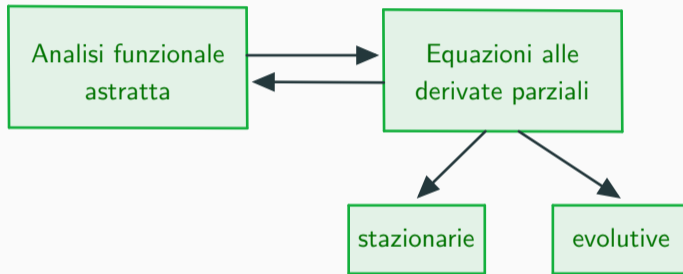 Analisi funzionale
astratta
Equazioni alle
derivate parziali
stazionarie
evolutive